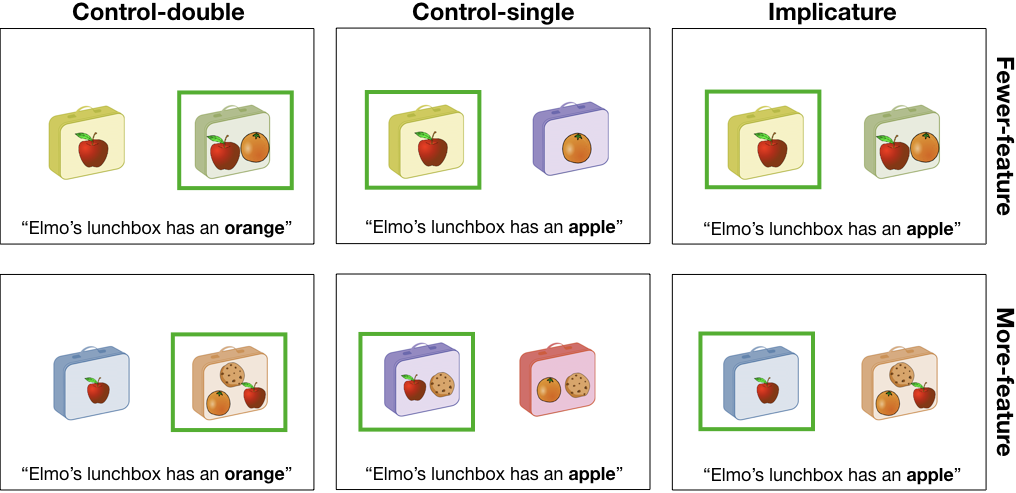 Control-double
Control-single
Implicature
“Elmo’s lunchbox has an orange”
“Elmo’s lunchbox has an apple”
“Elmo’s lunchbox has an apple”
Fewer-feature
“Elmo’s lunchbox has an orange”
“Elmo’s lunchbox has an apple”
“Elmo’s lunchbox has an apple”
More-feature